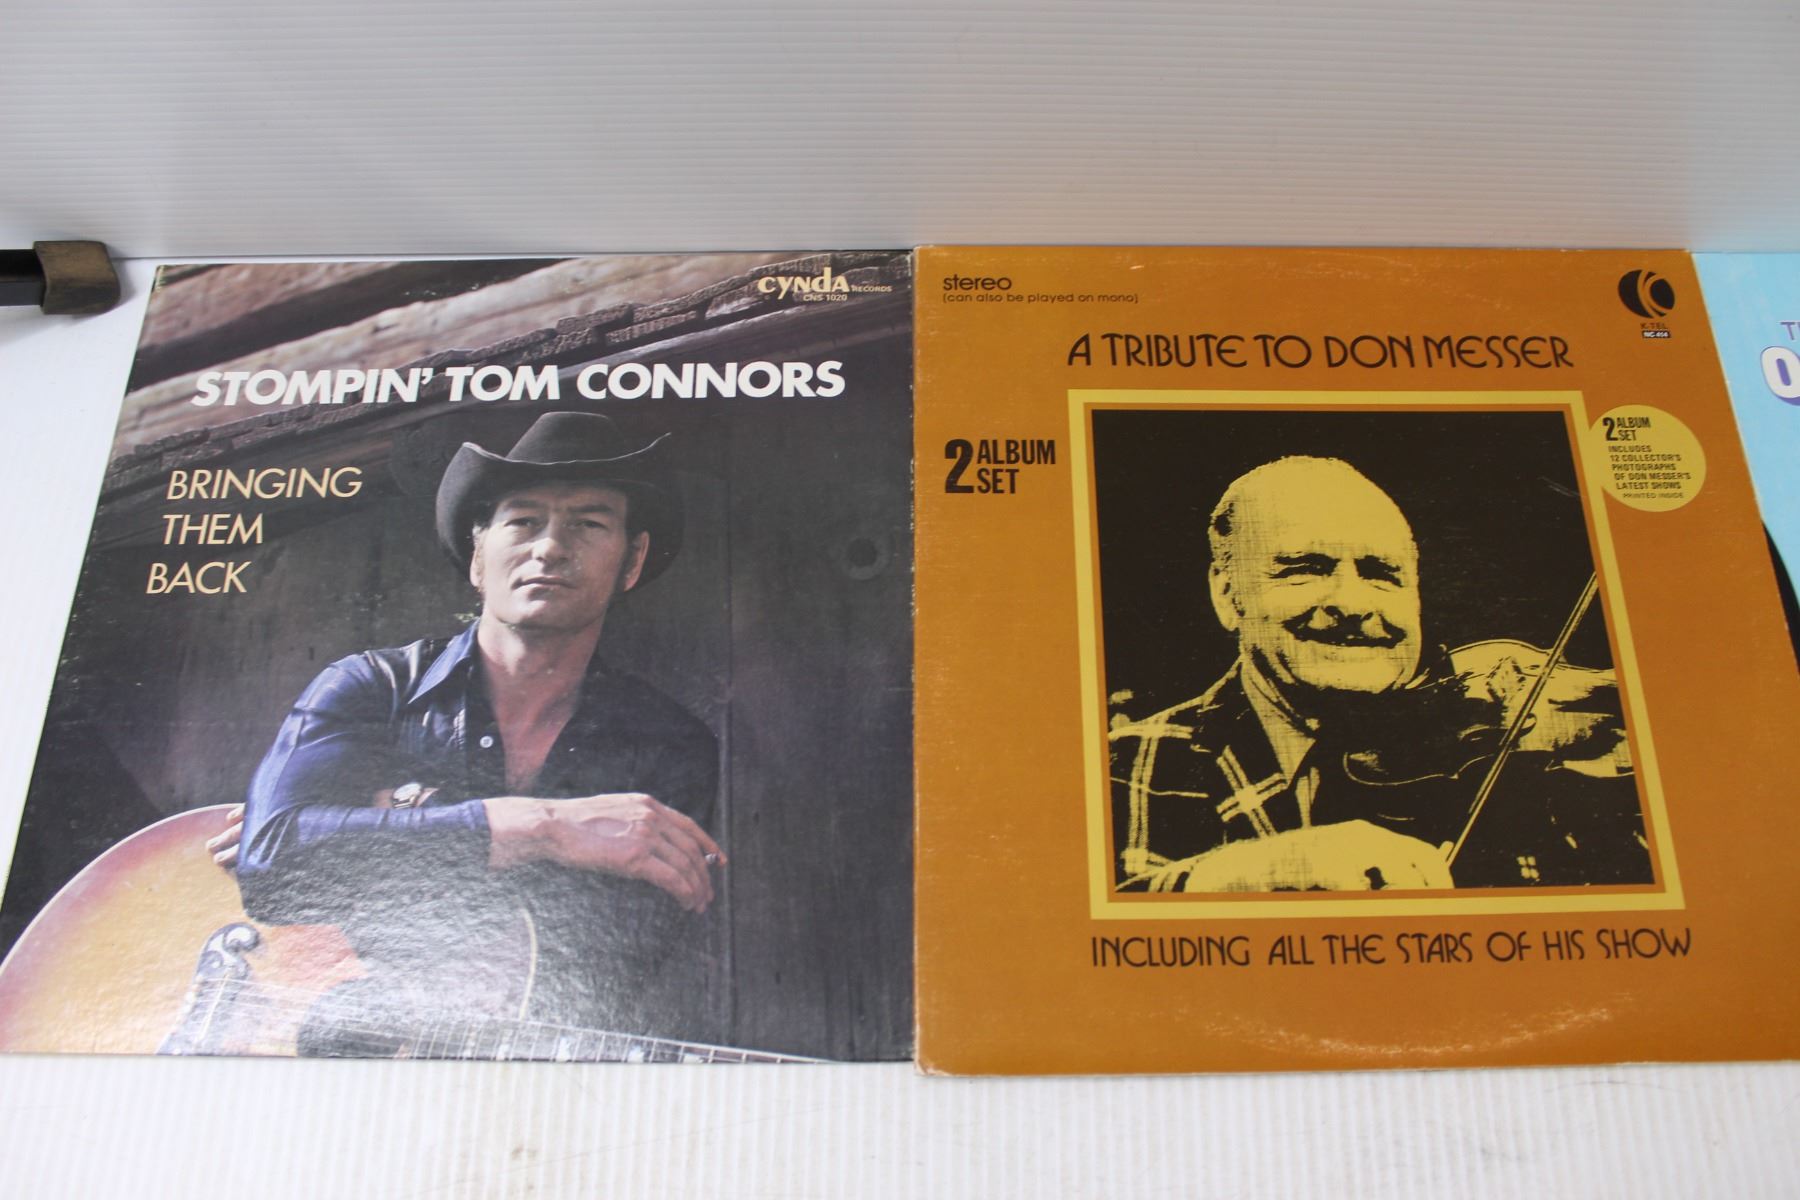 cynda RECORDS
CNS 1020
STOMPIN' TOM CONNORS
BRINGING
THEM
BACK
stereo
(can also be played on mono)
K-TEL
NC 454
A TRIBUTE TO DON MESSER
2 ALBUM
SET
2 ALBUM
SET
INCLUDES
12 COLLECTOR'S
PHOTOGRAPHS
OF DON MESSER'S
LATEST SHOWS
PRINTED INSIDE
INCLUDING ALL THE STARS OF HIS SHOW